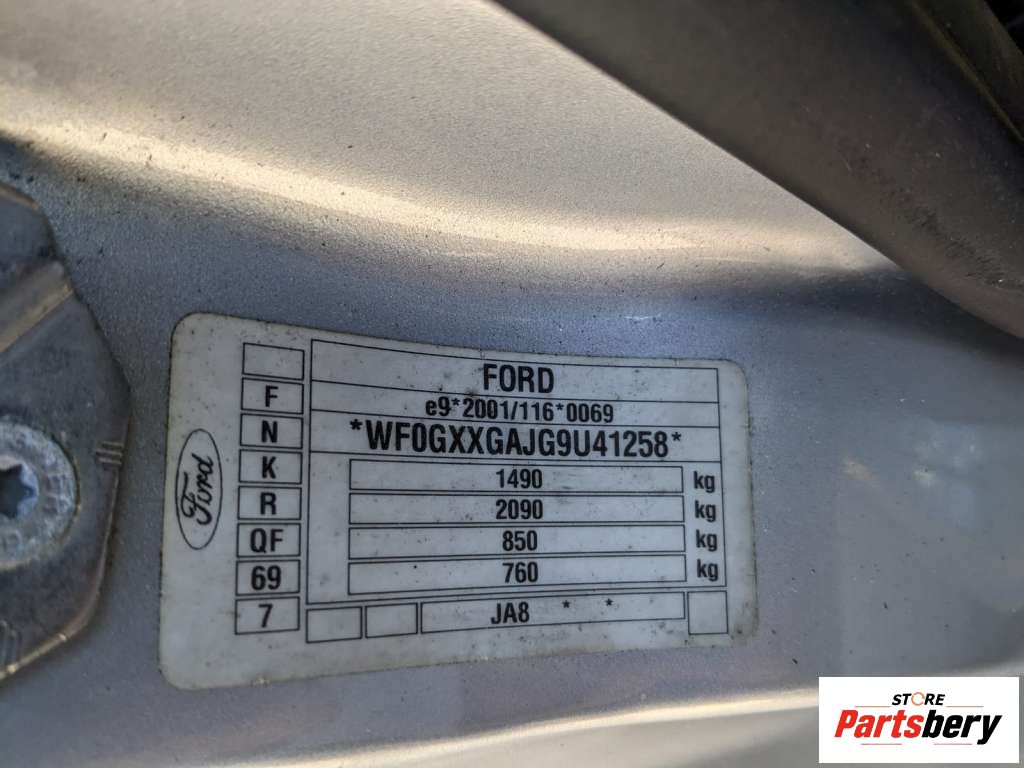 FORD
F
e9*2001/116*0069
N
*WF0GXXGAJG9U41258*
K
1490 kg
R
2090 kg
QF
850 kg
69
760 kg
7
JA8 * *
Ford
STORE
Partsbery